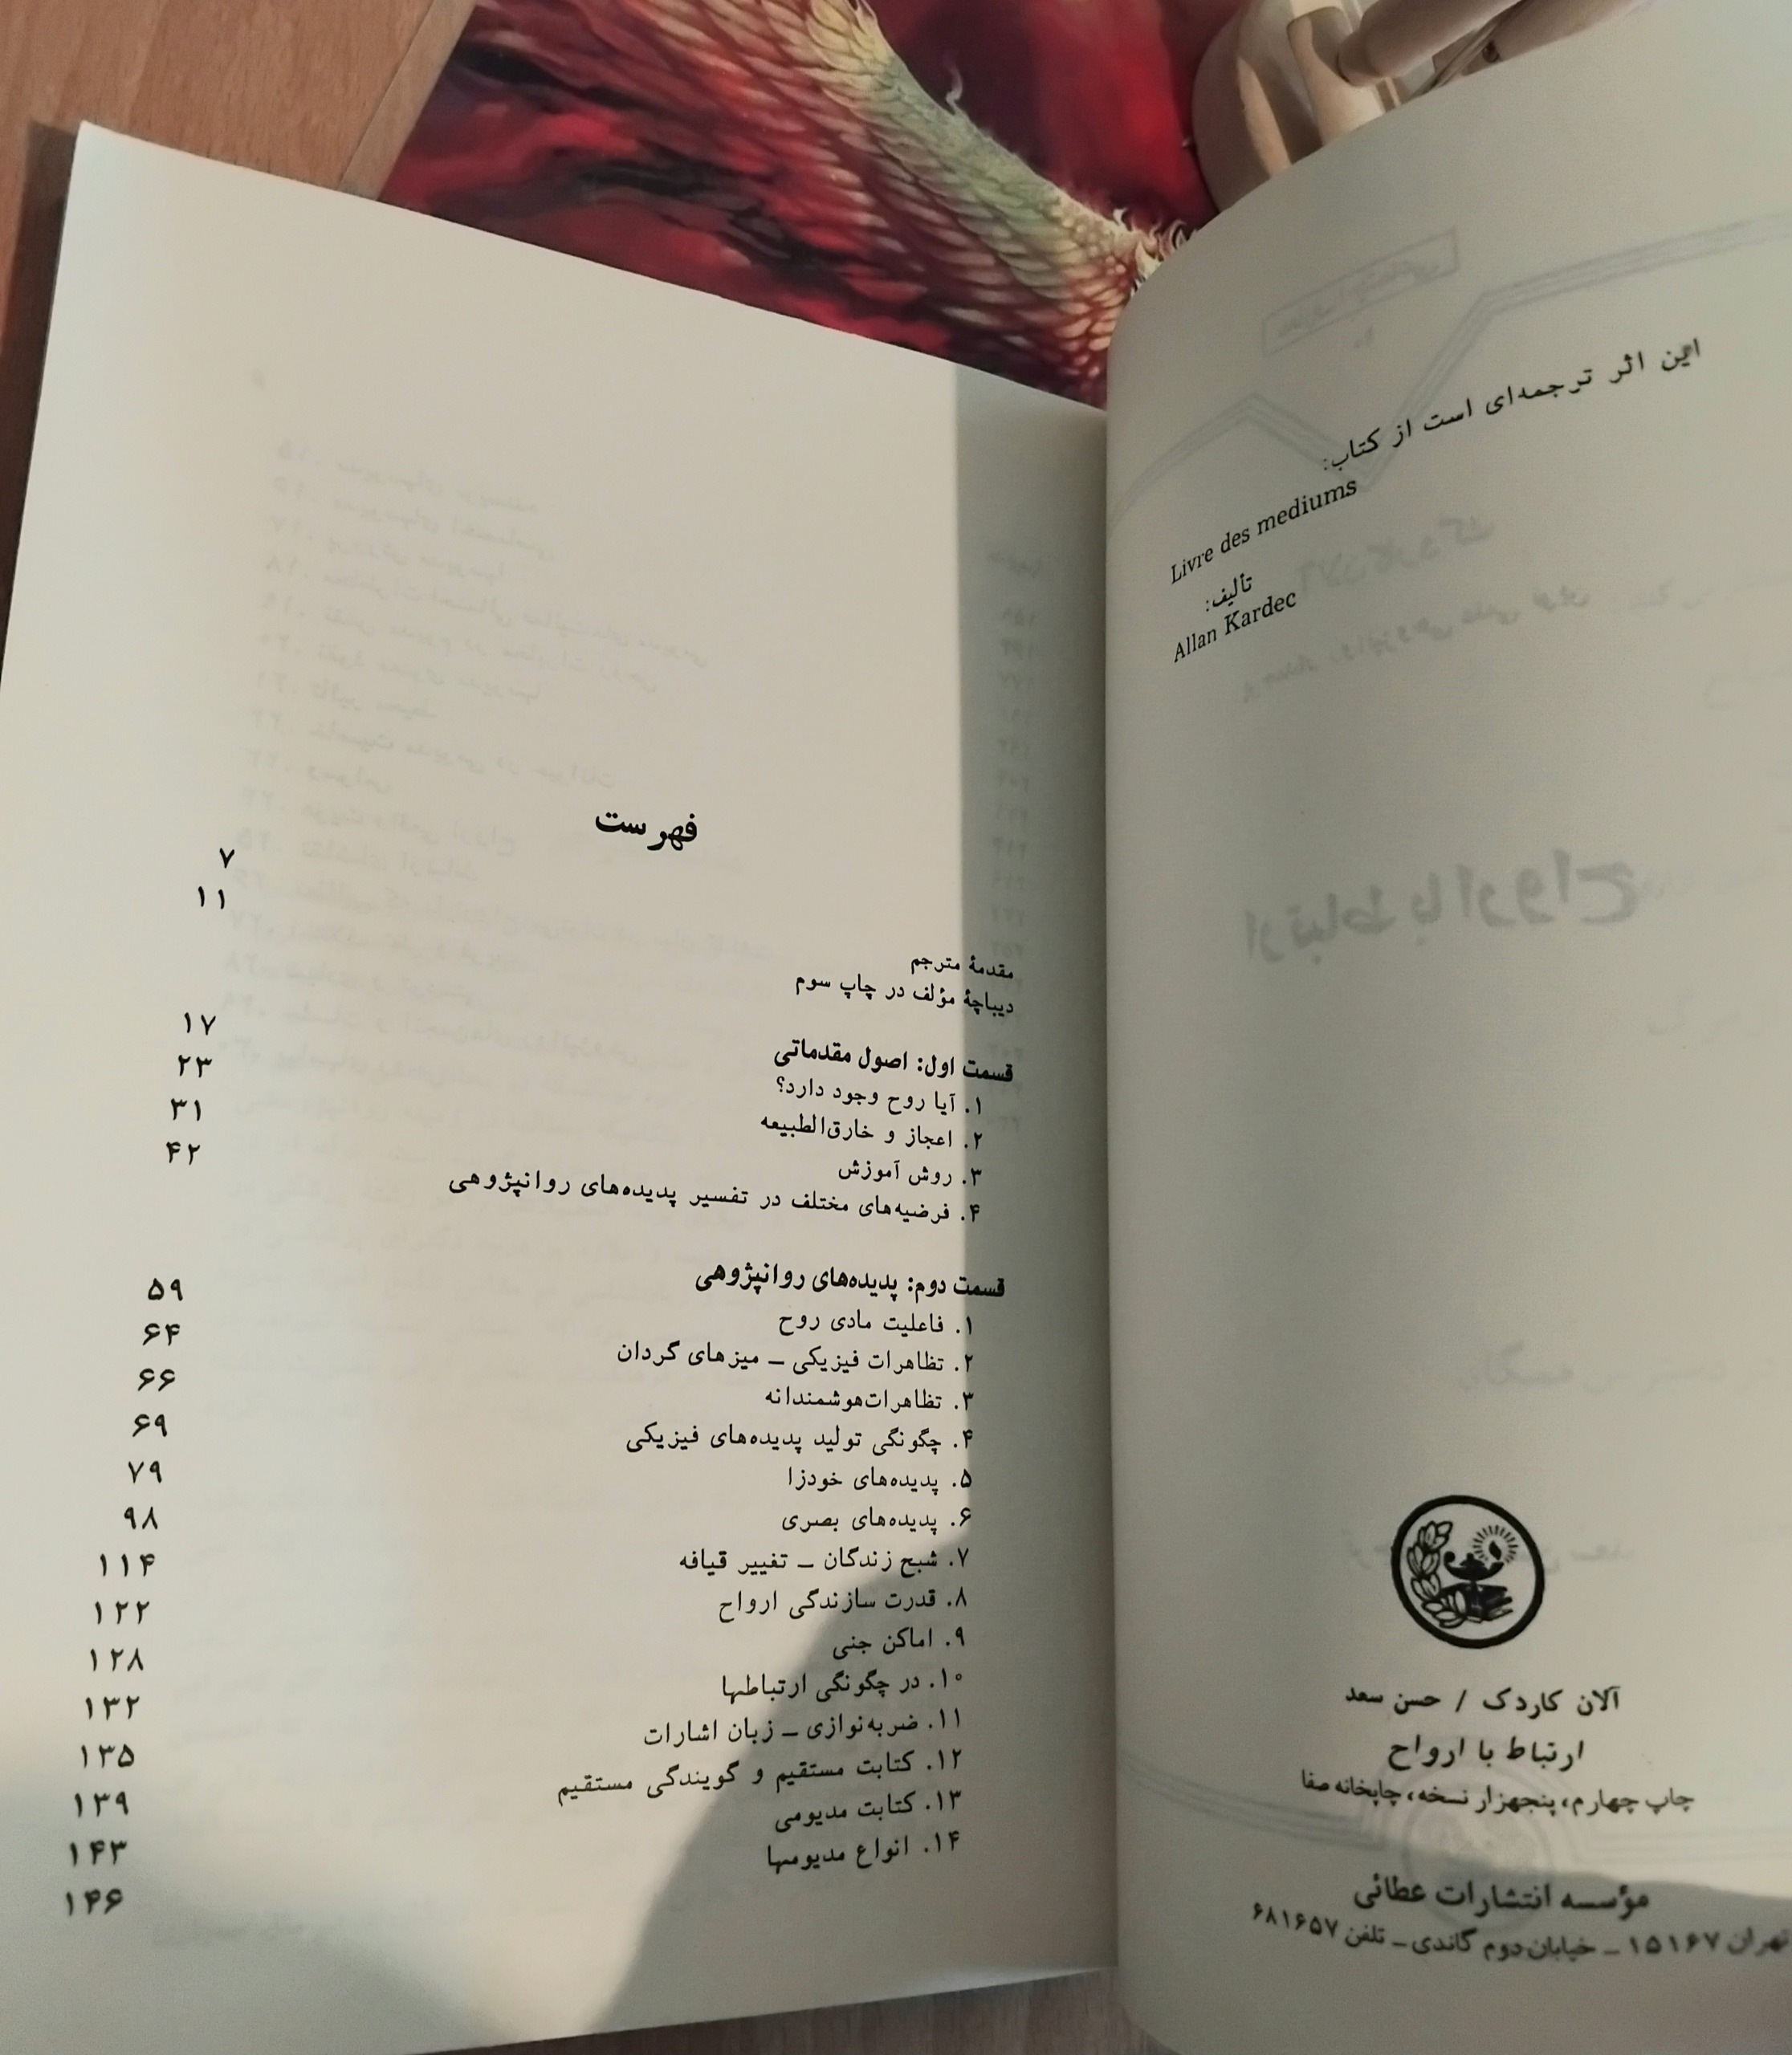 این اثر ترجمه‌ای است از کتاب:
Livre des mediums
تألیف:
Allan Kardec
آلان کاردک / حسن سعد
ارتباط با ارواح
چاپ چهارم، پنجهزار نسخه، چاپخانه صفا
مؤسسه انتشارات عطائی
تهران ۱۵۱۶۷ ــ خیابان دوم گاندی ــ تلفن ۶۸۱۶۵۷
فهرست
مقدمهٔ مترجم ۷
دیباچهٔ مؤلف در چاپ سوم ۱۱
قسمت اول: اصول مقدماتی
۱. آیا روح وجود دارد؟ ۱۷
۲. اعجاز و خارق‌الطبیعه ۲۳
۳. روش آموزش ۳۱
۴. فرضیه‌های مختلف در تفسیر پدیده‌های روانپژوهی ۴۲
قسمت دوم: پدیده‌های روانپژوهی
۱. فاعلیت مادی روح ۵۹
۲. تظاهرات فیزیکی ــ میزهای گردان ۶۴
۳. تظاهرات‌هوشمندانه ۶۶
۴. چگونگی تولید پدیده‌های فیزیکی ۶۹
۵. پدیده‌های خودزا ۷۹
۶. پدیده‌های بصری ۹۸
۷. شبح زندگان ــ تغییر قیافه ۱۱۴
۸. قدرت سازندگی ارواح ۱۲۲
۹. اماکن جنی ۱۲۸
۱۰. در چگونگی ارتباطها ۱۳۲
۱۱. ضربه‌نوازی ــ زبان اشارات ۱۳۵
۱۲. کتابت مستقیم و گویندگی مستقیم ۱۳۹
۱۳. کتابت مدیومی ۱۴۳
۱۴. انواع مدیومها ۱۴۶